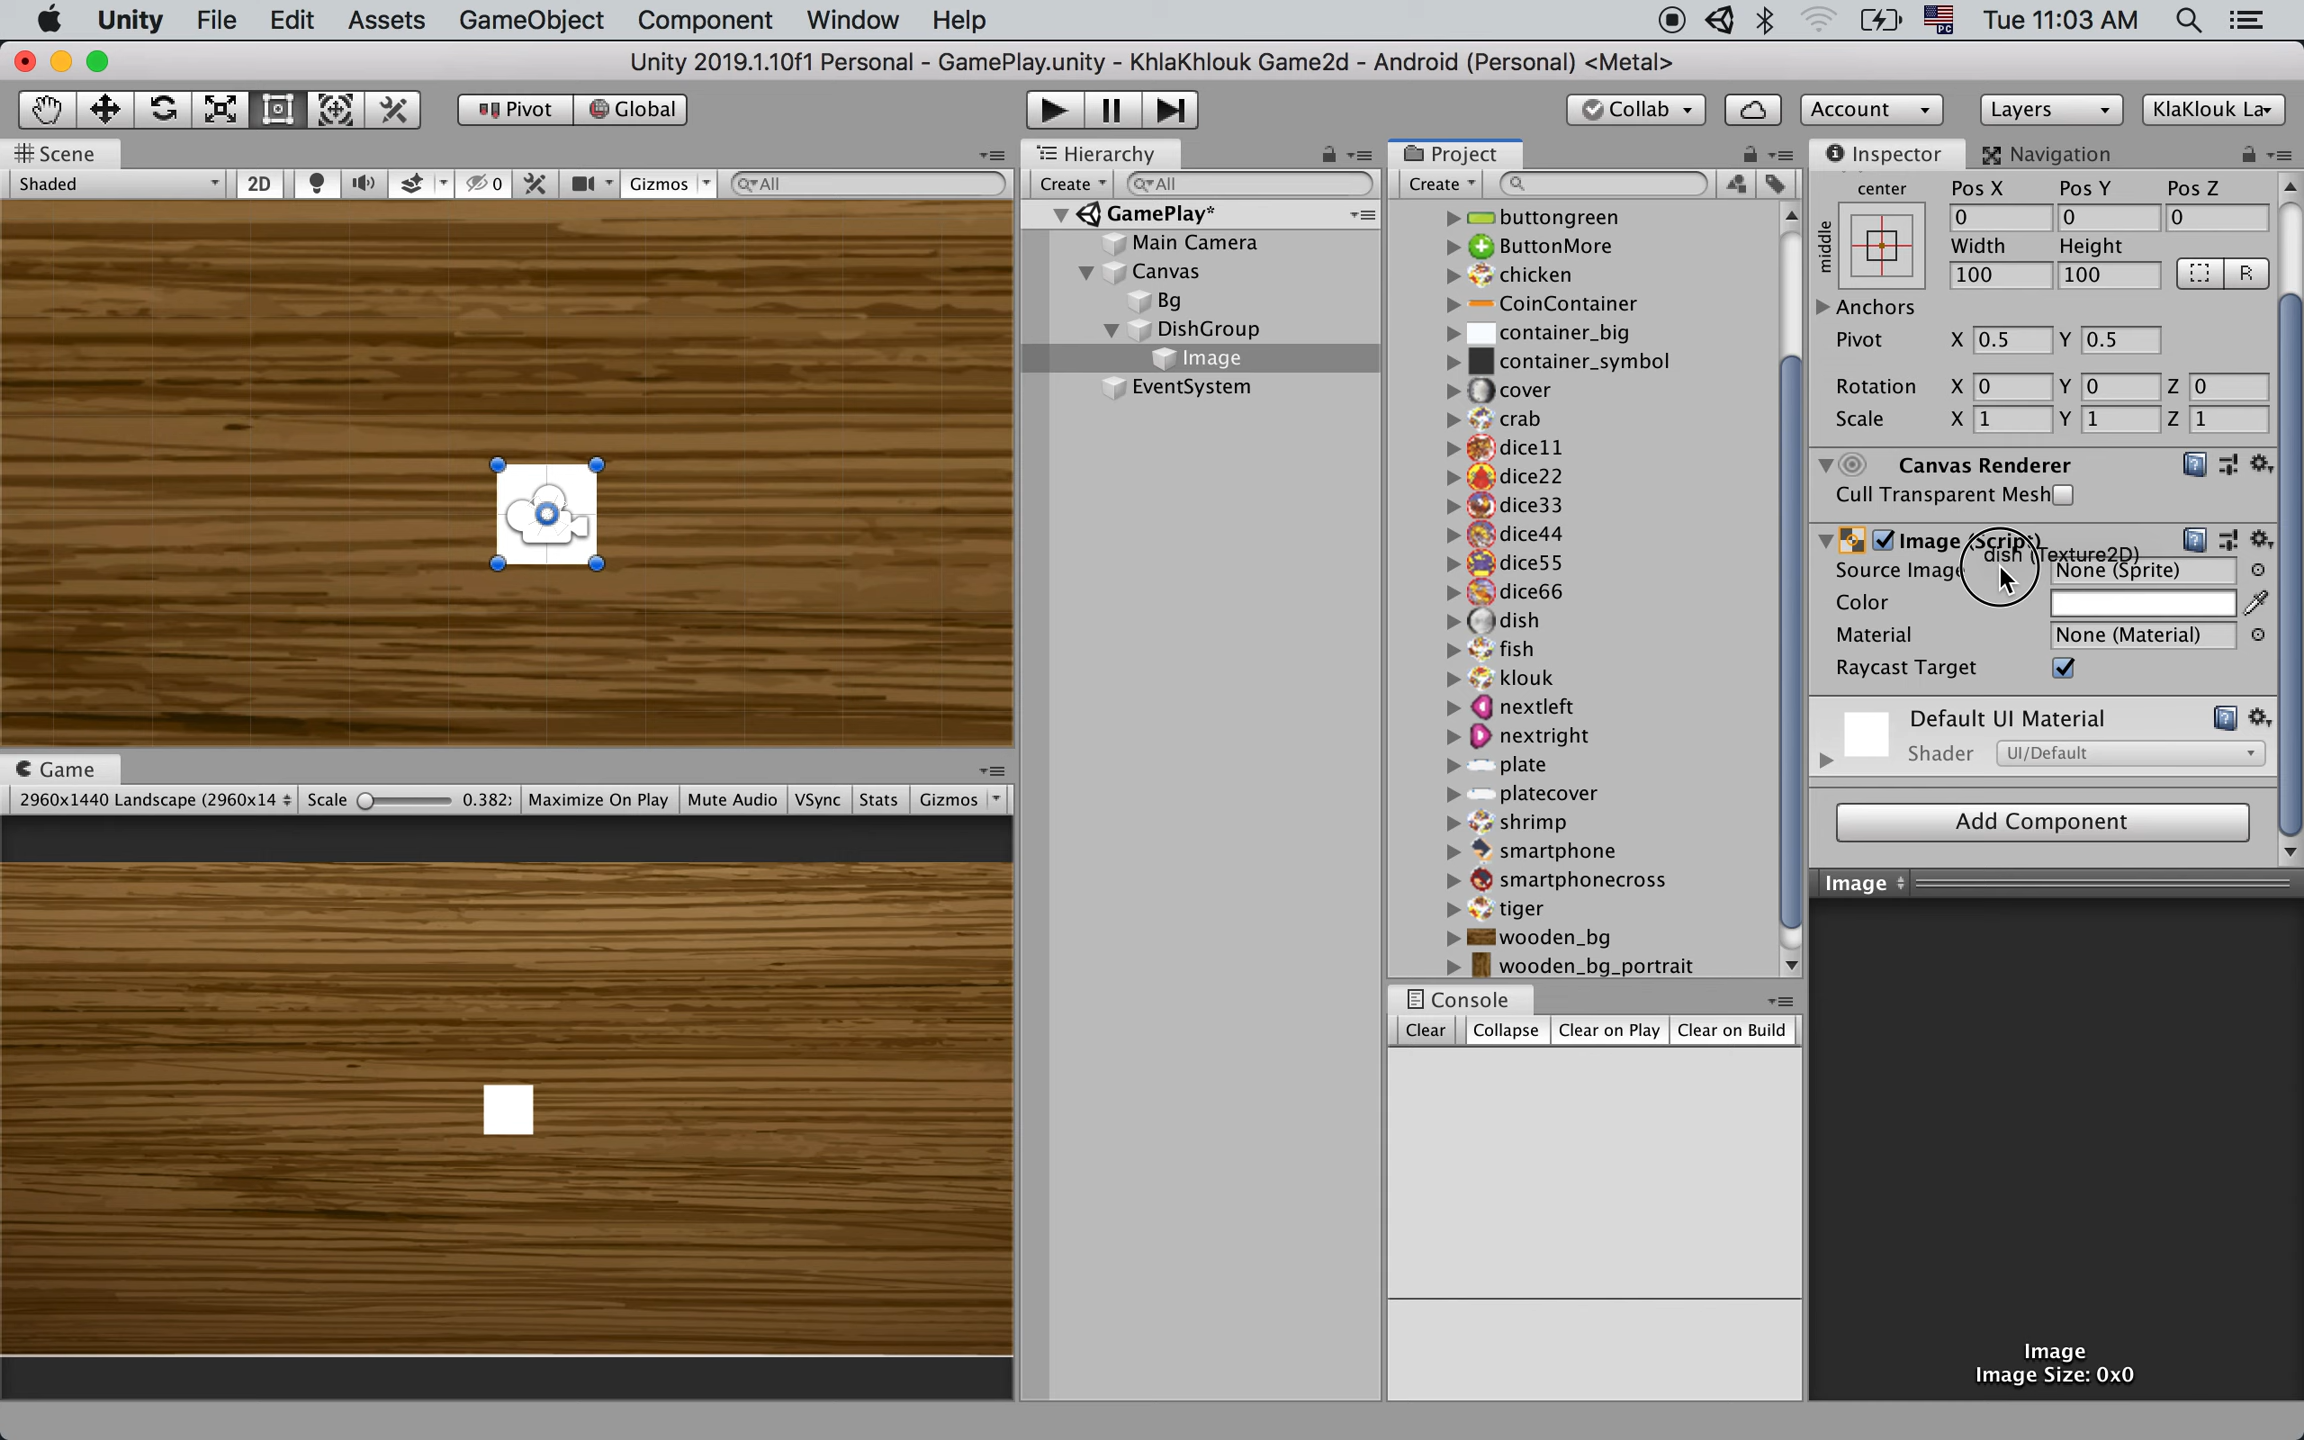 Unity File Edit Assets GameObject Component Window Help Tue 11:03 AM
Unity 2019.1.10f1 Personal - GamePlay.unity - KhlaKhlouk Game2d - Android (Personal) <Metal>
Pivot Global Collab Account Layers KlaKlouk La
Scene
Shaded 2D 0 Gizmos All
Game
2960x1440 Landscape (2960x14 Scale 0.382: Maximize On Play Mute Audio VSync Stats Gizmos
Hierarchy
Create All
GamePlay*
Main Camera
Canvas
Bg
DishGroup
Image
EventSystem
Project
Create
buttongreen
ButtonMore
chicken
CoinContainer
container_big
container_symbol
cover
crab
dice11
dice22
dice33
dice44
dice55
dice66
dish
fish
klouk
nextleft
nextright
plate
platecover
shrimp
smartphone
smartphonecross
tiger
wooden_bg
wooden_bg_portrait
Console
Clear Collapse Clear on Play Clear on Build
Inspector Navigation
center Pos X Pos Y Pos Z
middle 0 0 0
Width Height
100 100 R
Anchors
Pivot X 0.5 Y 0.5
Rotation X 0 Y 0 Z 0
Scale X 1 Y 1 Z 1
Canvas Renderer
Cull Transparent Mesh
Image (Script)
dish (Texture2D)
Source Image None (Sprite)
Color
Material None (Material)
Raycast Target
Default UI Material
Shader UI/Default
Add Component
Image
Image
Image Size: 0x0